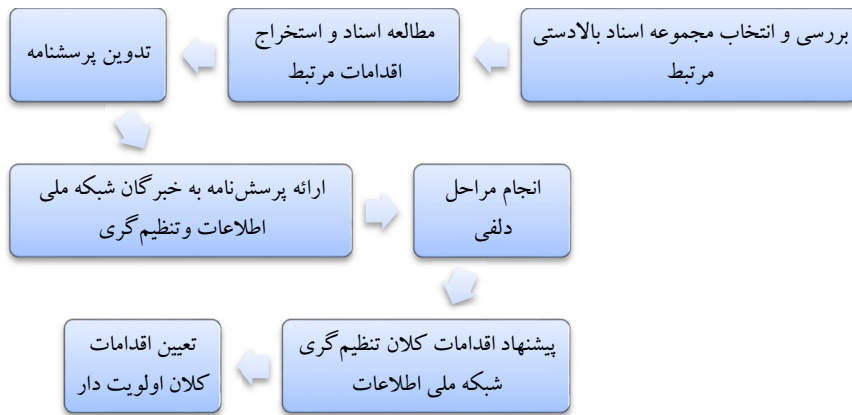 بررسی و انتخاب مجموعه اسناد بالادستی
مرتبط
مطالعه اسناد و استخراج
اقدامات مرتبط
تدوین پرسشنامه
ارائه پرسش‌نامه به خبرگان شبکه ملی
اطلاعات وتنظیم‌گری
انجام مراحل
دلفی
پیشنهاد اقدامات کلان تنظیم‌گری
شبکه ملی اطلاعات
تعیین اقدامات
کلان اولویت دار